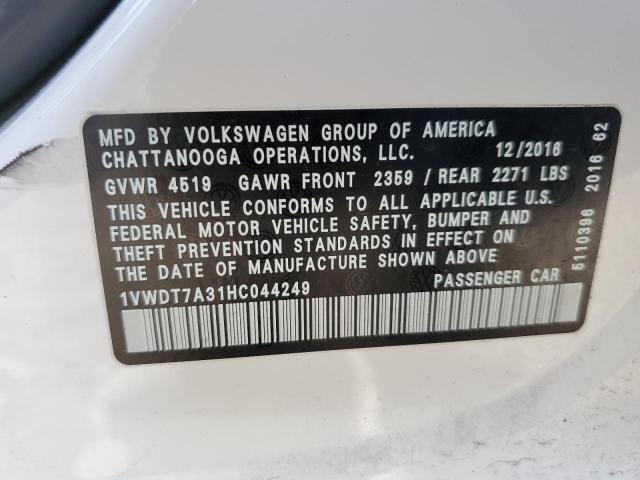 MFD BY VOLKSWAGEN GROUP OF AMERICA
CHATTANOOGA OPERATIONS, LLC. 12/2016
GVWR 4519 GAWR FRONT 2359 / REAR 2271 LBS
THIS VEHICLE CONFORMS TO ALL APPLICABLE U.S.
FEDERAL MOTOR VEHICLE SAFETY, BUMPER AND
THEFT PREVENTION STANDARDS IN EFFECT ON
THE DATE OF MANUFACTURE SHOWN ABOVE
1VWDT7A31HC044249 PASSENGER CAR
5110396 2016 62